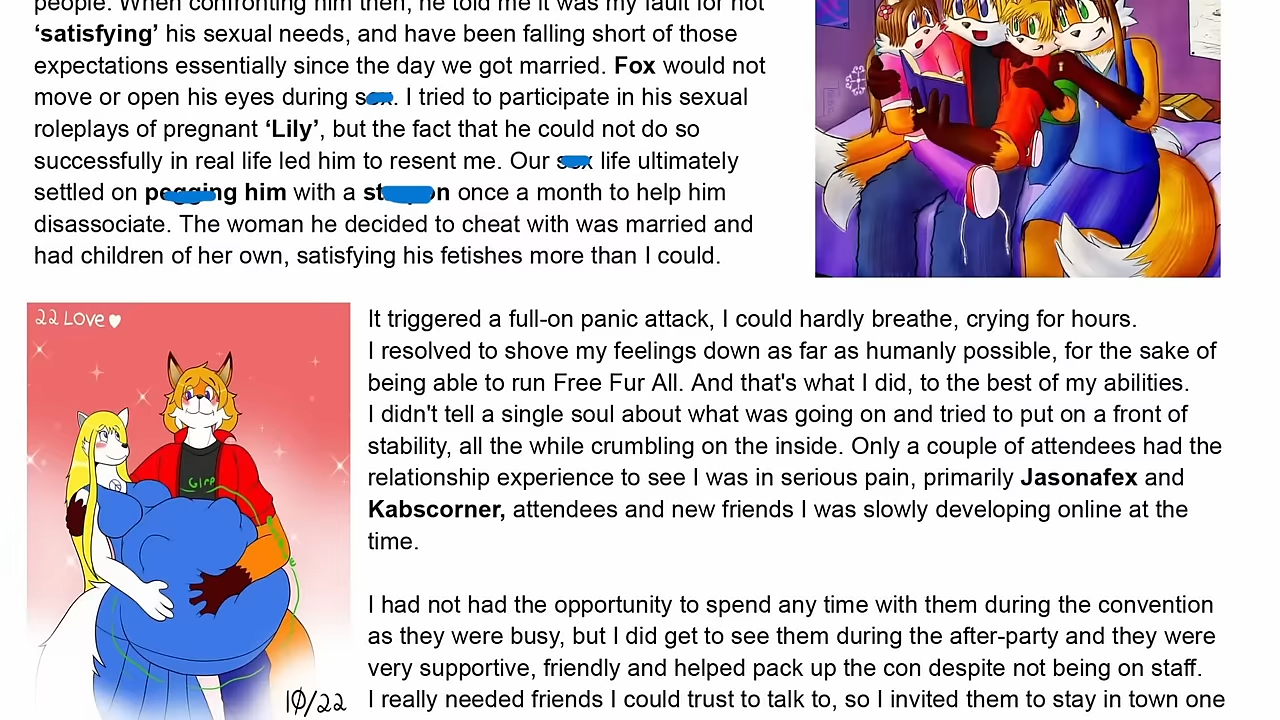 people. When confronting him then, he told me it was my fault for not
‘satisfying’ his sexual needs, and have been falling short of those
expectations essentially since the day we got married. Fox would not
move or open his eyes during sex. I tried to participate in his sexual
roleplays of pregnant ‘Lily’, but the fact that he could not do so
successfully in real life led him to resent me. Our sex life ultimately
settled on pegging him with a st on once a month to help him
disassociate. The woman he decided to cheat with was married and
had children of her own, satisfying his fetishes more than I could.
22 LOVE
It triggered a full-on panic attack, I could hardly breathe, crying for hours.
I resolved to shove my feelings down as far as humanly possible, for the sake of
being able to run Free Fur All. And that's what I did, to the best of my abilities.
I didn't tell a single soul about what was going on and tried to put on a front of
stability, all the while crumbling on the inside. Only a couple of attendees had the
relationship experience to see I was in serious pain, primarily Jasonafex and
Kabscorner, attendees and new friends I was slowly developing online at the
time.
I had not had the opportunity to spend any time with them during the convention
as they were busy, but I did get to see them during the after-party and they were
very supportive, friendly and helped pack up the con despite not being on staff.
I really needed friends I could trust to talk to, so I invited them to stay in town one
10/22